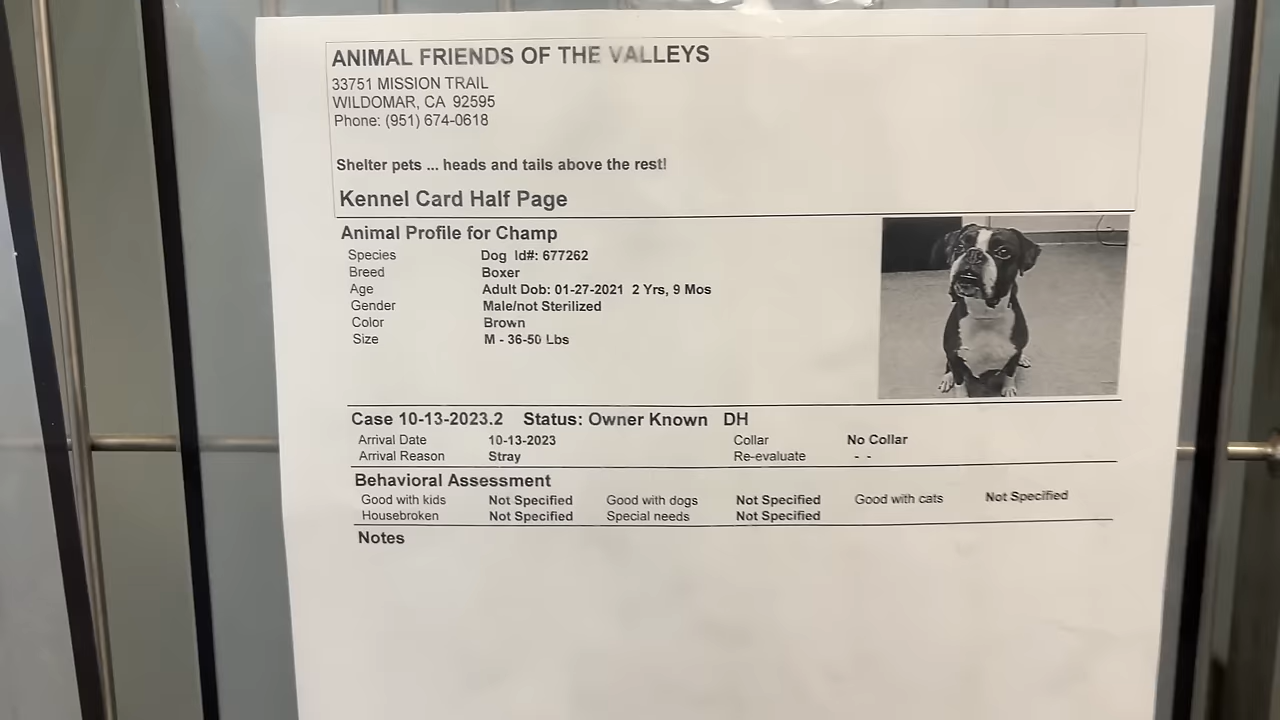 ANIMAL FRIENDS OF THE VALLEYS
33751 MISSION TRAIL
WILDOMAR, CA 92595
Phone: (951) 674-0618
Shelter pets ... heads and tails above the rest!
Kennel Card Half Page
Animal Profile for Champ
Species Dog Id#: 677262
Breed Boxer
Age Adult Dob: 01-27-2021 2 Yrs, 9 Mos
Gender Male/not Sterilized
Color Brown
Size M - 36-50 Lbs
Case 10-13-2023.2 Status: Owner Known DH
Arrival Date 10-13-2023 Collar No Collar
Arrival Reason Stray Re-evaluate - -
Behavioral Assessment
Good with kids Not Specified Good with dogs Not Specified Good with cats Not Specified
Housebroken Not Specified Special needs Not Specified
Notes